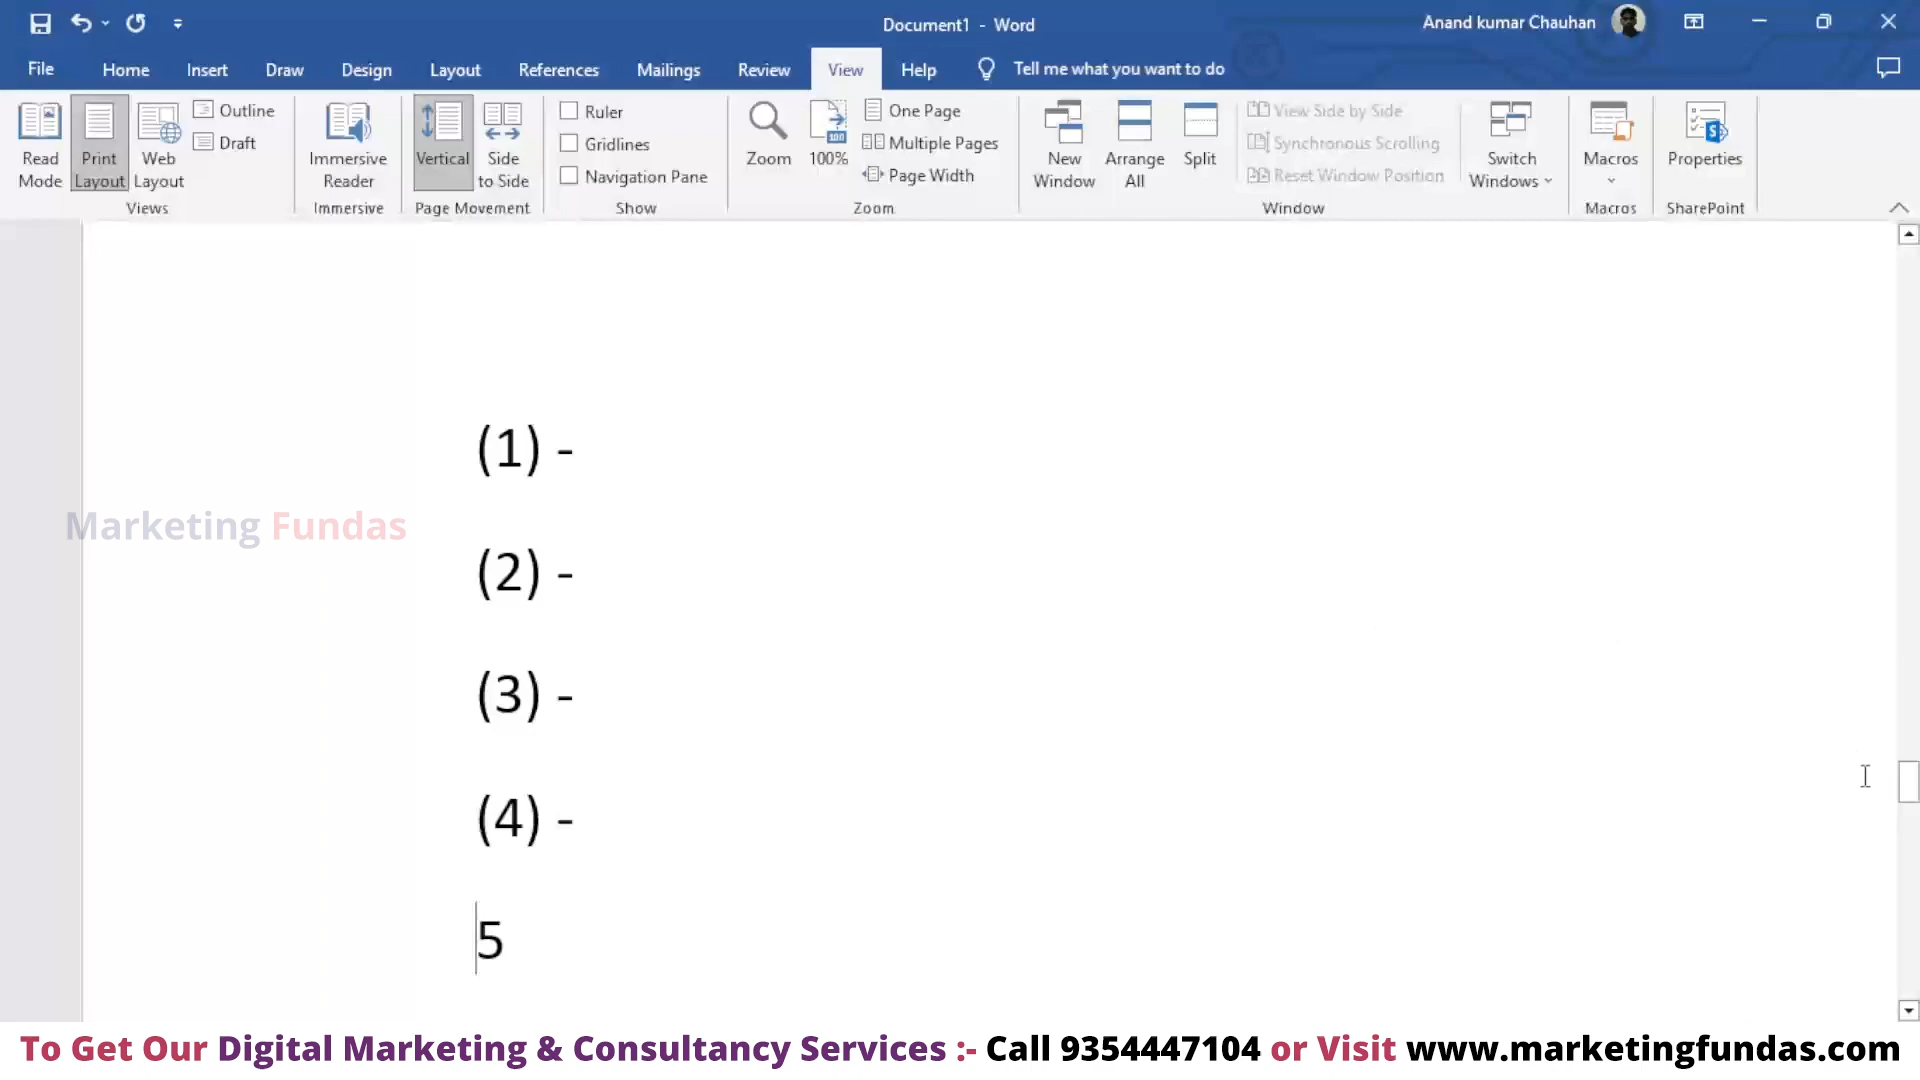 Document1 - Word
Anand kumar Chauhan
File Home Insert Draw Design Layout References Mailings Review View Help Tell me what you want to do
Read Mode
Print Layout
Web Layout
Outline
Draft
Views
Immersive Reader
Immersive
Vertical
Side to Side
Page Movement
Ruler
Gridlines
Navigation Pane
Show
Zoom
100
100%
One Page
Multiple Pages
Page Width
Zoom
New Window
Arrange All
Split
View Side by Side
Synchronous Scrolling
Reset Window Position
Window
Switch Windows
Macros
Macros
Properties
SharePoint
(1) -
Marketing Fundas
(2) -
(3) -
(4) -
5
To Get Our Digital Marketing & Consultancy Services :- Call 9354447104 or Visit www.marketingfundas.com